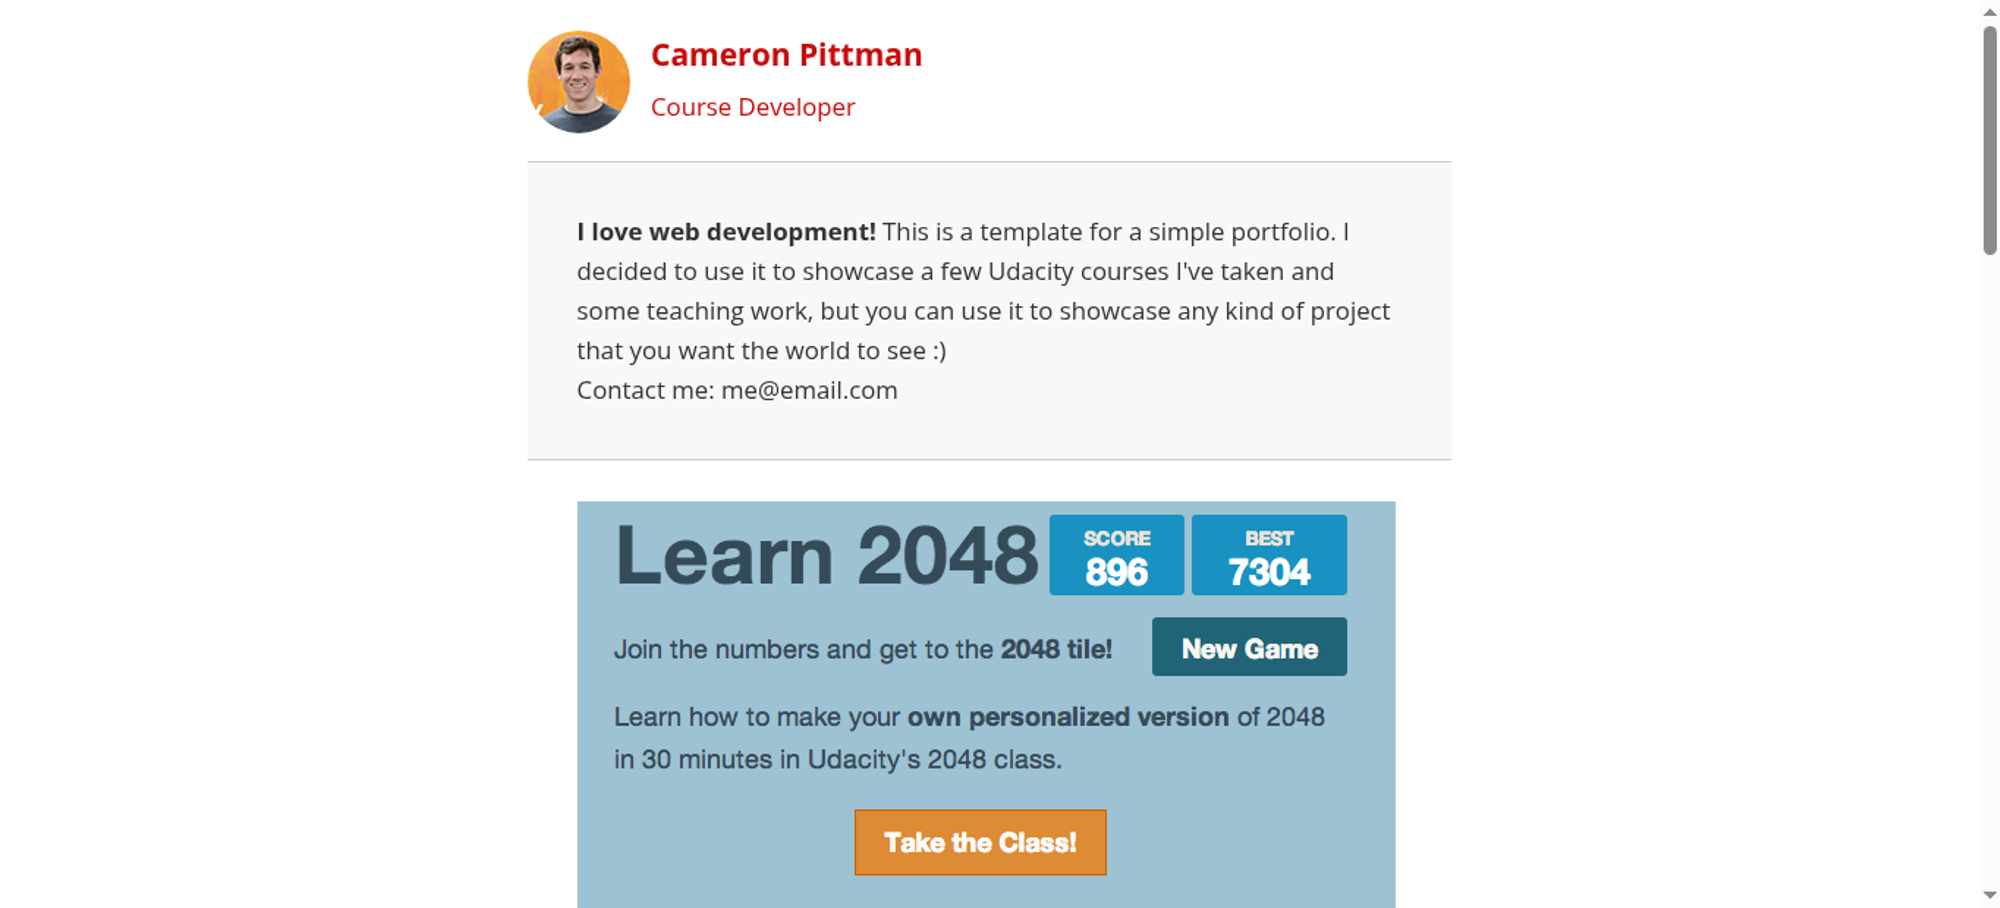 Cameron Pittman
Course Developer
I love web development! This is a template for a simple portfolio. I
decided to use it to showcase a few Udacity courses I've taken and
some teaching work, but you can use it to showcase any kind of project
that you want the world to see :)
Contact me: me@email.com
Learn 2048
SCORE
896
BEST
7304
Join the numbers and get to the 2048 tile!
New Game
Learn how to make your own personalized version of 2048
in 30 minutes in Udacity's 2048 class.
Take the Class!